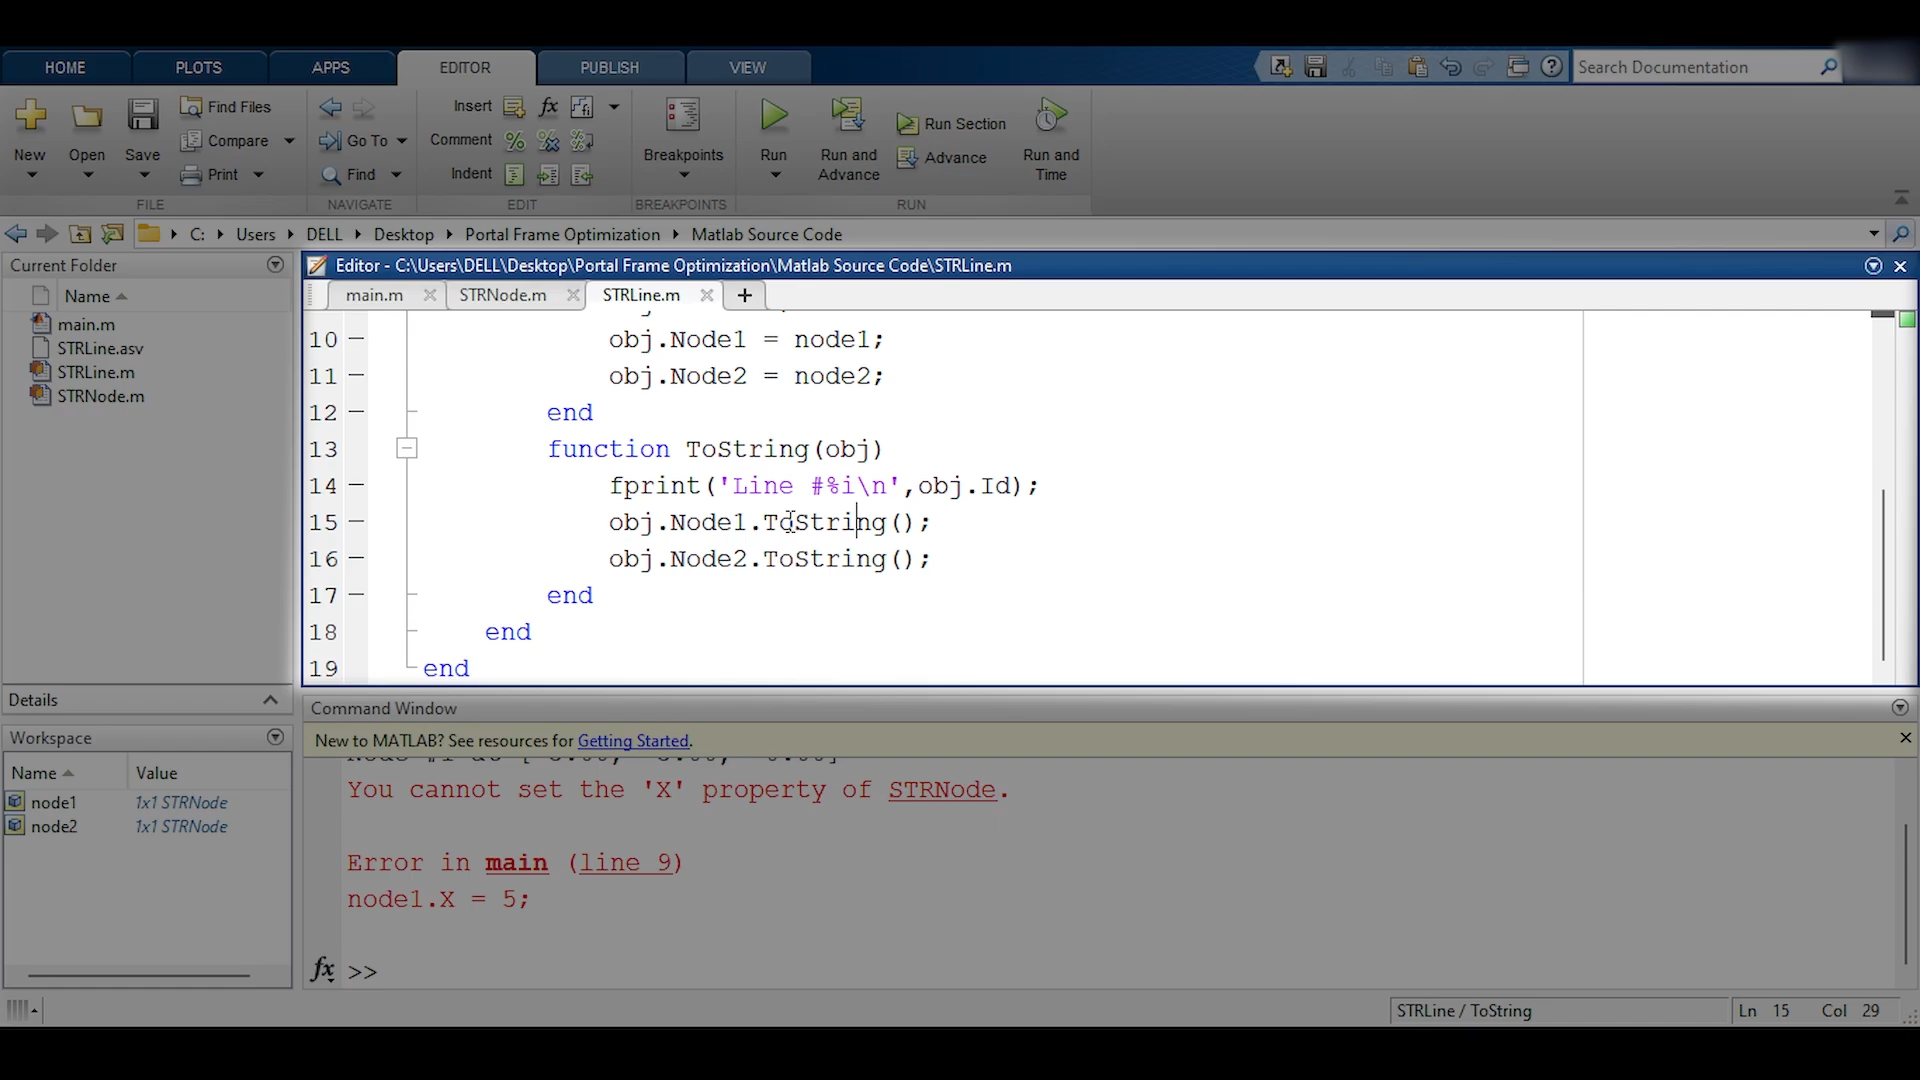 HOME PLOTS APPS EDITOR PUBLISH VIEW
Search Documentation
New
Open
Save
Find Files
Compare
Print
FILE
Go To
Find
NAVIGATE
Insert fx
Comment
Indent
EDIT
Breakpoints
BREAKPOINTS
Run
Run and
Advance
Run Section
Advance
Run and
Time
RUN
C: Users DELL Desktop Portal Frame Optimization Matlab Source Code
Current Folder
Name
main.m
STRLine.asv
STRLine.m
STRNode.m
Details
Workspace
Name Value
node1 1x1 STRNode
node2 1x1 STRNode
Editor - C:\Users\DELL\Desktop\Portal Frame Optimization\Matlab Source Code\STRLine.m
main.m STRNode.m STRLine.m
10 obj.Node1 = node1;
11 obj.Node2 = node2;
12 end
13 function ToString(obj)
14 fprint('Line #%i\n',obj.Id);
15 obj.Node1.ToString();
16 obj.Node2.ToString();
17 end
18 end
19 end
Command Window
New to MATLAB? See resources for Getting Started.
You cannot set the 'X' property of STRNode.
Error in main (line 9)
node1.X = 5;
fx >>
STRLine / ToString
Ln 15 Col 29